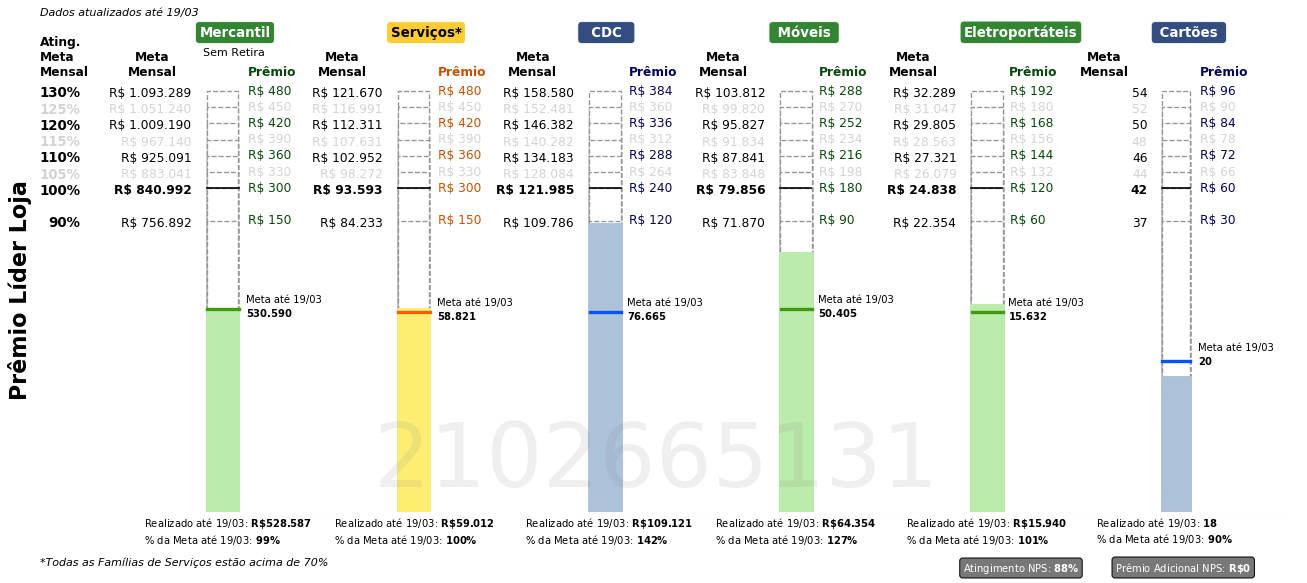 Dados atualizados até 19/03
Mercantil Serviços* CDC Móveis Eletroportáteis Cartões
Sem Retira
Ating. Meta Mensal Meta Mensal Prêmio Meta Mensal Prêmio Meta Mensal Prêmio Meta Mensal Prêmio Meta Mensal Prêmio Meta Mensal Prêmio
130% R$ 1.093.289 R$ 480 R$ 121.670 R$ 480 R$ 158.580 R$ 384 R$ 103.812 R$ 288 R$ 32.289 R$ 192 54 R$ 96
125% R$ 1.051.240 R$ 450 R$ 116.991 R$ 450 R$ 152.481 R$ 360 R$ 99.820 R$ 270 R$ 31.047 R$ 180 52 R$ 90
120% R$ 1.009.190 R$ 420 R$ 112.311 R$ 420 R$ 146.382 R$ 336 R$ 95.827 R$ 252 R$ 29.805 R$ 168 50 R$ 84
115% R$ 967.140 R$ 390 R$ 107.631 R$ 390 R$ 140.282 R$ 312 R$ 91.834 R$ 234 R$ 28.563 R$ 156 48 R$ 78
110% R$ 925.091 R$ 360 R$ 102.952 R$ 360 R$ 134.183 R$ 288 R$ 87.841 R$ 216 R$ 27.321 R$ 144 46 R$ 72
105% R$ 883.041 R$ 330 R$ 98.272 R$ 330 R$ 128.084 R$ 264 R$ 83.848 R$ 198 R$ 26.079 R$ 132 44 R$ 66
100% R$ 840.992 R$ 300 R$ 93.593 R$ 300 R$ 121.985 R$ 240 R$ 79.856 R$ 180 R$ 24.838 R$ 120 42 R$ 60
90% R$ 756.892 R$ 150 R$ 84.233 R$ 150 R$ 109.786 R$ 120 R$ 71.870 R$ 90 R$ 22.354 R$ 60 37 R$ 30
Prêmio Líder Loja
Meta até 19/03 Meta até 19/03 Meta até 19/03 Meta até 19/03 Meta até 19/03
530.590 58.821 76.665 50.405 15.632
Meta até 19/03
20
2102665131
Realizado até 19/03: R$528.587 Realizado até 19/03: R$59.012 Realizado até 19/03: R$109.121 Realizado até 19/03: R$64.354 Realizado até 19/03: R$15.940 Realizado até 19/03: 18
% da Meta até 19/03: 99% % da Meta até 19/03: 100% % da Meta até 19/03: 142% % da Meta até 19/03: 127% % da Meta até 19/03: 101% % da Meta até 19/03: 90%
*Todas as Famílias de Serviços estão acima de 70%
Atingimento NPS: 88% Prêmio Adicional NPS: R$0